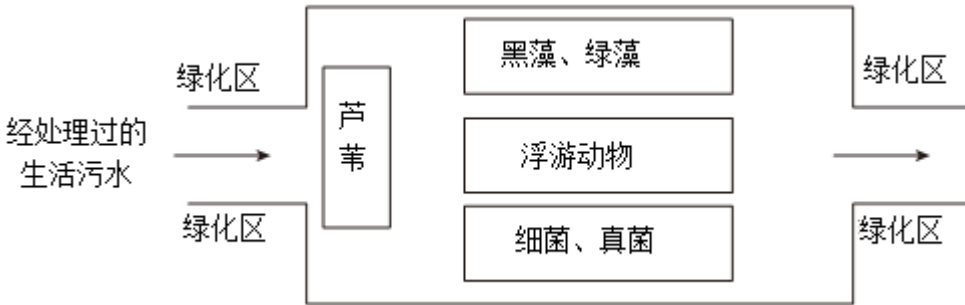 黑藻、绿藻
绿化区
绿化区
芦
苇
经处理过的
生活污水
浮游动物
绿化区
细菌、真菌
绿化区